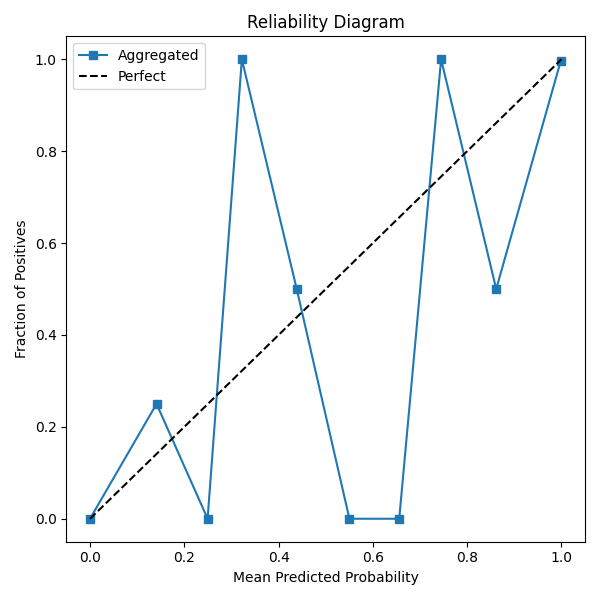 Reliability Diagram
Aggregated
Perfect
Fraction of Positives
1.0
0.8
0.6
0.4
0.2
0.0
0.0 0.2 0.4 0.6 0.8 1.0
Mean Predicted Probability